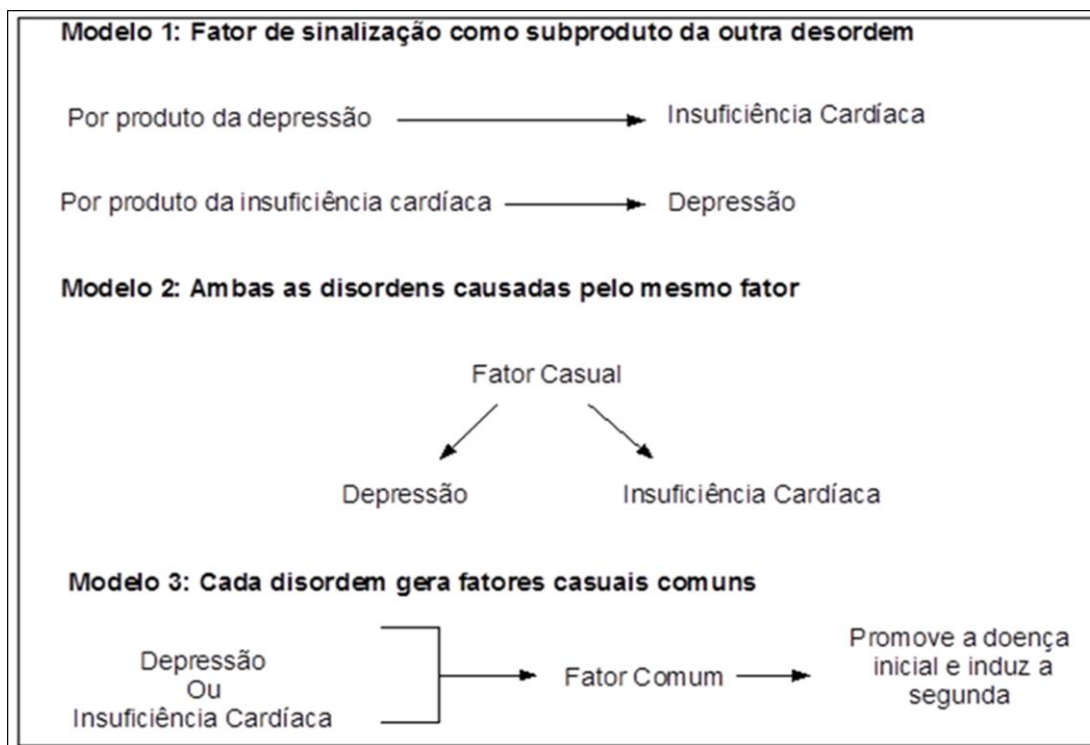 Modelo 1: Fator de sinalização como subproduto da outra desordem
Por produto da depressão
Insuficiência Cardíaca
Por produto da insuficiência cardíaca
Depressão
Modelo 2: Ambas as disordens causadas pelo mesmo fator
Fator Casual
Depressão
Insuficiência Cardíaca
Modelo 3: Cada disordem gera fatores casuais comuns
Depressão
Ou
Insuficiência Cardíaca
Fator Comum
Promove a doença
inicial e induz a
segunda